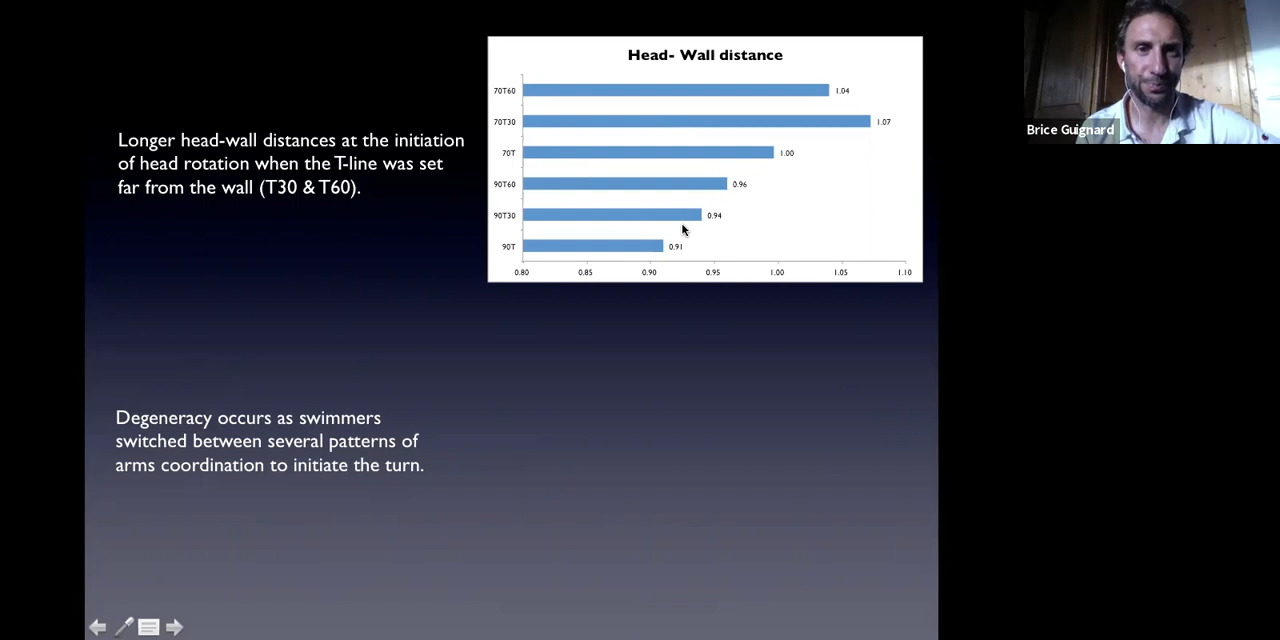 Head- Wall distance
70T60
1.04
70T30
1.07
70T
1.00
90T60
0.96
90T30
0.94
90T
0.91
0.80 0.85 0.90 0.95 1.00 1.05 1.10
Longer head-wall distances at the initiation
of head rotation when the T-line was set
far from the wall (T30 & T60).
Degeneracy occurs as swimmers
switched between several patterns of
arms coordination to initiate the turn.
Brice Guignard